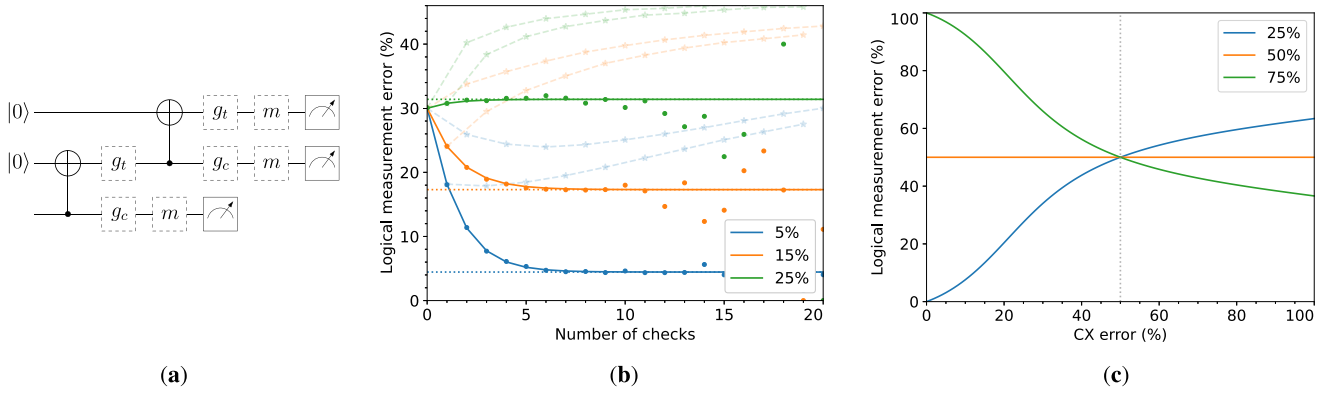 |0⟩ g_t m
|0⟩ g_t g_c m
g_c m
(a)
Logical measurement error (%)
40
30
20
10
0
0 5 10 15 20
Number of checks
5%
15%
25%
(b)
Logical measurement error (%)
100
80
60
40
20
0
0 20 40 60 80 100
CX error (%)
25%
50%
75%
(c)